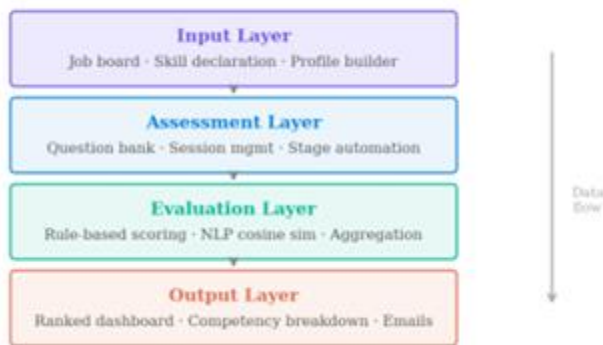 Input Layer
Job board · Skill declaration · Profile builder
Assessment Layer
Question bank · Session mgmt · Stage automation
Evaluation Layer
Rule-based scoring · NLP cosine sim · Aggregation
Output Layer
Ranked dashboard · Competency breakdown · Emails
Data
flow